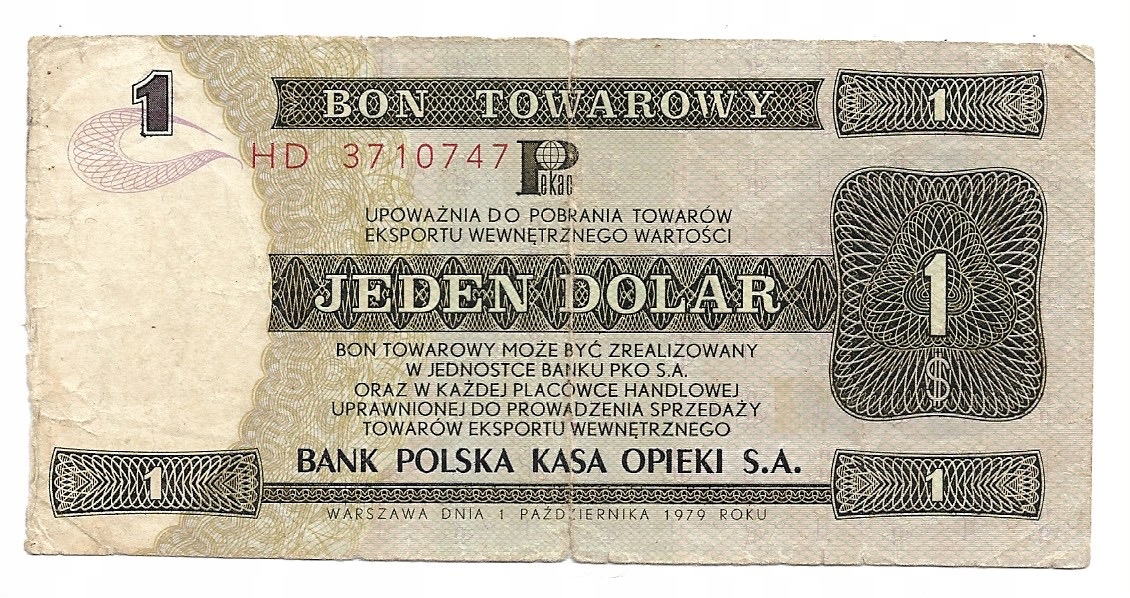 1
BON TOWAROWY
1
HD 3710747
Pekao
UPOWAŻNIA DO POBRANIA TOWARÓW
EKSPORTU WEWNĘTRZNEGO WARTOŚCI
JEDEN DOLAR
1
$
BON TOWAROWY MOŻE BYĆ ZREALIZOWANY
W JEDNOSTCE BANKU PKO S.A.
ORAZ W KAŻDEJ PLACÓWCE HANDLOWEJ
UPRAWNIONEJ DO PROWADZENIA SPRZEDAŻY
TOWARÓW EKSPORTU WEWNĘTRZNEGO
BANK POLSKA KASA OPIEKI S.A.
1
1
WARSZAWA DNIA 1 PAŹDZIERNIKA 1979 ROKU